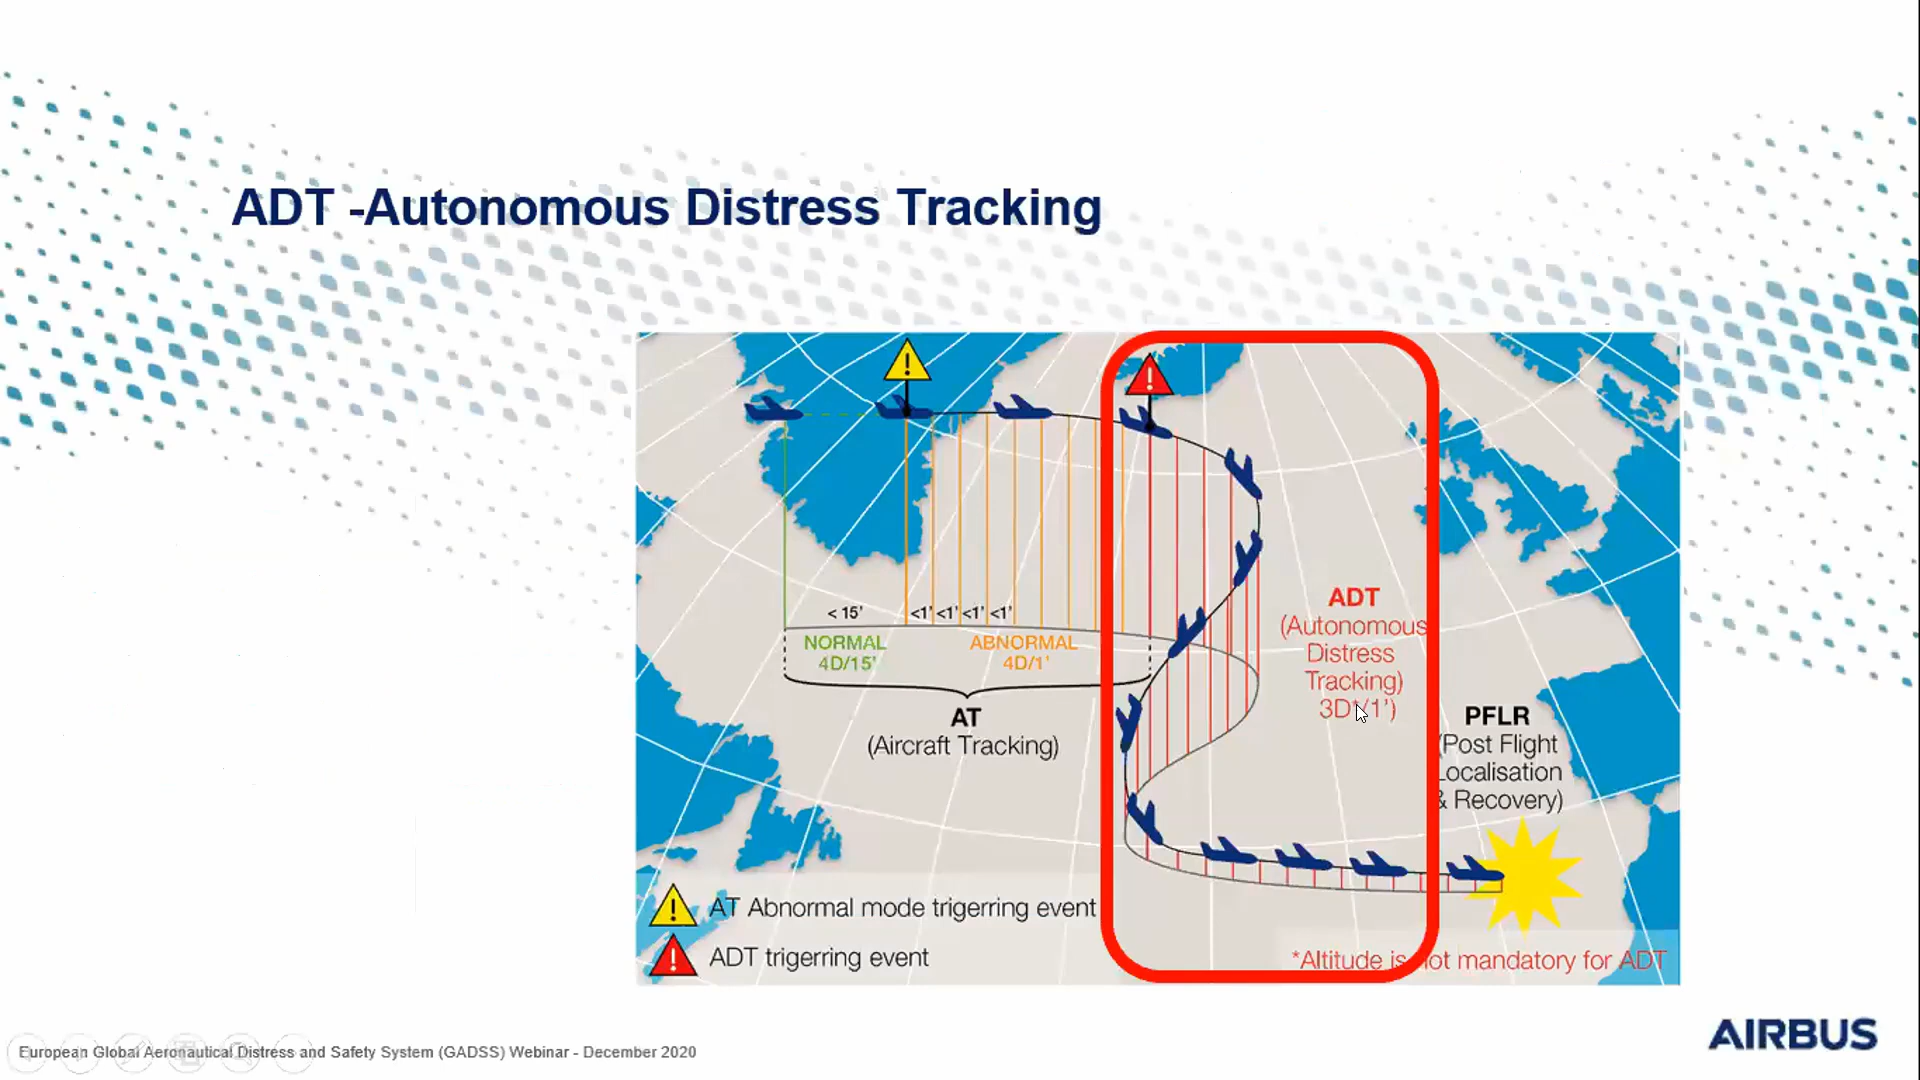 ADT -Autonomous Distress Tracking
!
!
< 15’
<1’ <1’ <1’ <1’
NORMAL
4D/15’
ABNORMAL
4D/1’
AT
(Aircraft Tracking)
ADT
(Autonomous
Distress
Tracking)
3D*/1’)
PFLR
(Post Flight
Localisation
& Recovery)
! AT Abnormal mode trigerring event
! ADT trigerring event
*Altitude is not mandatory for ADT
AIRBUS
European Global Aeronautical Distress and Safety System (GADSS) Webinar - December 2020